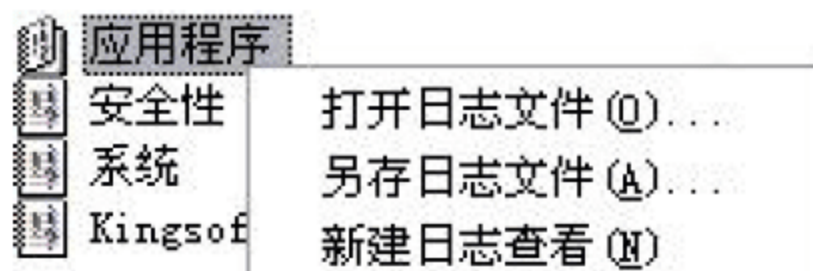 应用程序
安全性
系统
Kingsof
打开日志文件(O)...
另存日志文件(A)...
新建日志查看(N)